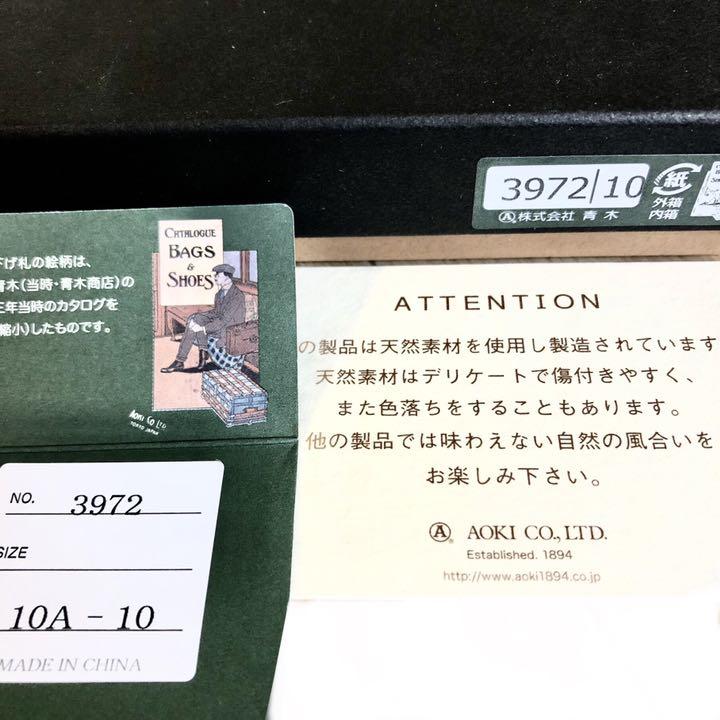 3972/10
紙
外箱
内箱
Ⓐ株式会社 青木
CATALOGUE
BAGS
&
SHOES
下げ札の絵柄は、
青木(当時・青木商店)の
三年当時のカタログを
縮小)したものです。
AOKI CO LTD
TOKYO JAPAN
NO. 3972
SIZE
10A - 10
MADE IN CHINA
ATTENTION
の製品は天然素材を使用し製造されています
天然素材はデリケートで傷付きやすく、
また色落ちをすることもあります。
他の製品では味わえない自然の風合いを
お楽しみ下さい。
Ⓐ AOKI CO., LTD.
Established. 1894
http://www.aoki1894.co.jp